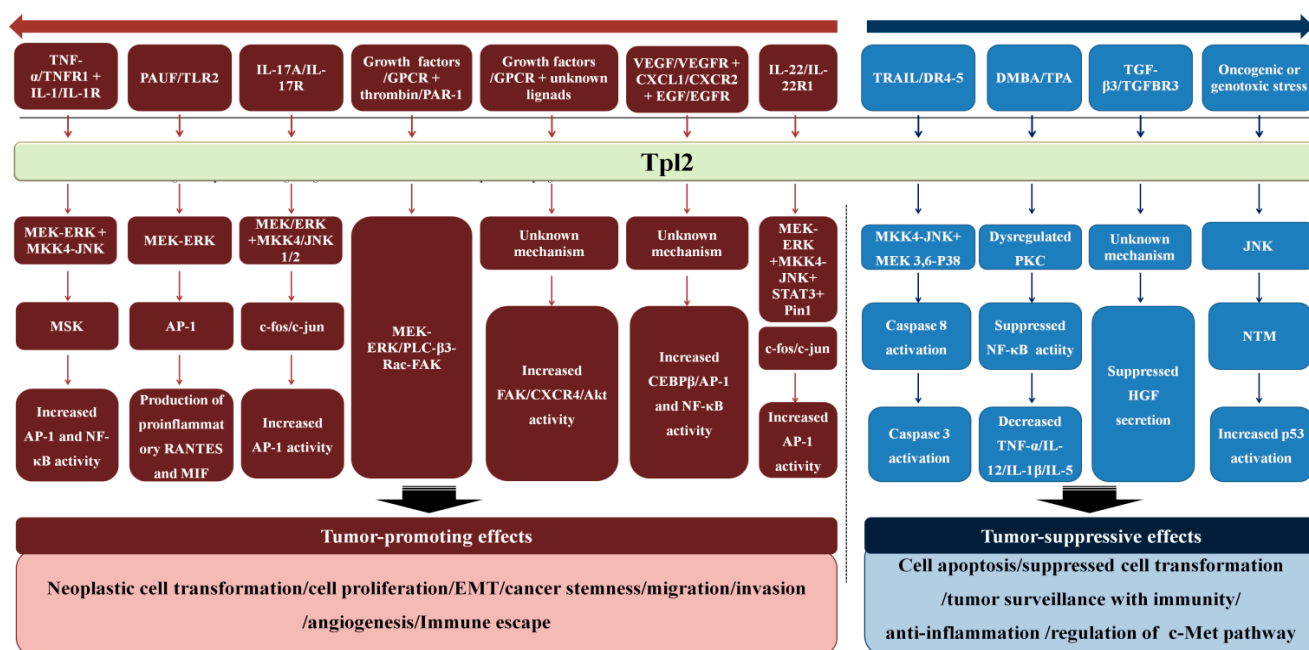 TNF-
α/TNFR1 +
IL-1/IL-1R
PAUF/TLR2
IL-17A/IL-
17R
Growth factors
/GPCR +
thrombin/PAR-1
Growth factors
/GPCR + unknown
lignads
VEGF/VEGFR +
CXCL1/CXCR2
+ EGF/EGFR
IL-22/IL-
22R1
TRAIL/DR4-5
DMBA/TPA
TGF-
β3/TGFBR3
Oncogenic or
genotoxic stress
Tpl2
MEK-ERK +
MKK4-JNK
MEK-ERK
MEK/ERK
+MKK4/JNK
1/2
MEK-
ERK/PLC-β3-
Rac-FAK
Unknown
mechanism
Unknown
mechanism
MEK-
ERK
+MKK4-
JNK+
STAT3+
Pin1
MKK4-JNK+
MEK 3,6-P38
Dysregulated
PKC
Unknown
mechanism
JNK
MSK
AP-1
c-fos/c-jun
Increased
FAK/CXCR4/Akt
activity
Increased
CEBPβ/AP-1
and NF-κB
activity
c-fos/c-jun
Caspase 8
activation
Suppressed
NF-κB actiity
Suppressed
HGF
secretion
NTM
Increased
AP-1 and NF-
κB activity
Production of
proinflammat
ory RANTES
and MIF
Increased
AP-1 activity
Increased
AP-1
activity
Caspase 3
activation
Decreased
TNF-α/IL-
12/IL-1β/IL-5
Increased p53
activation
Tumor-promoting effects
Tumor-suppressive effects
Neoplastic cell transformation/cell proliferation/EMT/cancer stemness/migration/invasion
/angiogenesis/Immune escape
Cell apoptosis/suppressed cell transformation
/tumor surveillance with immunity/
anti-inflammation /regulation of c-Met pathway